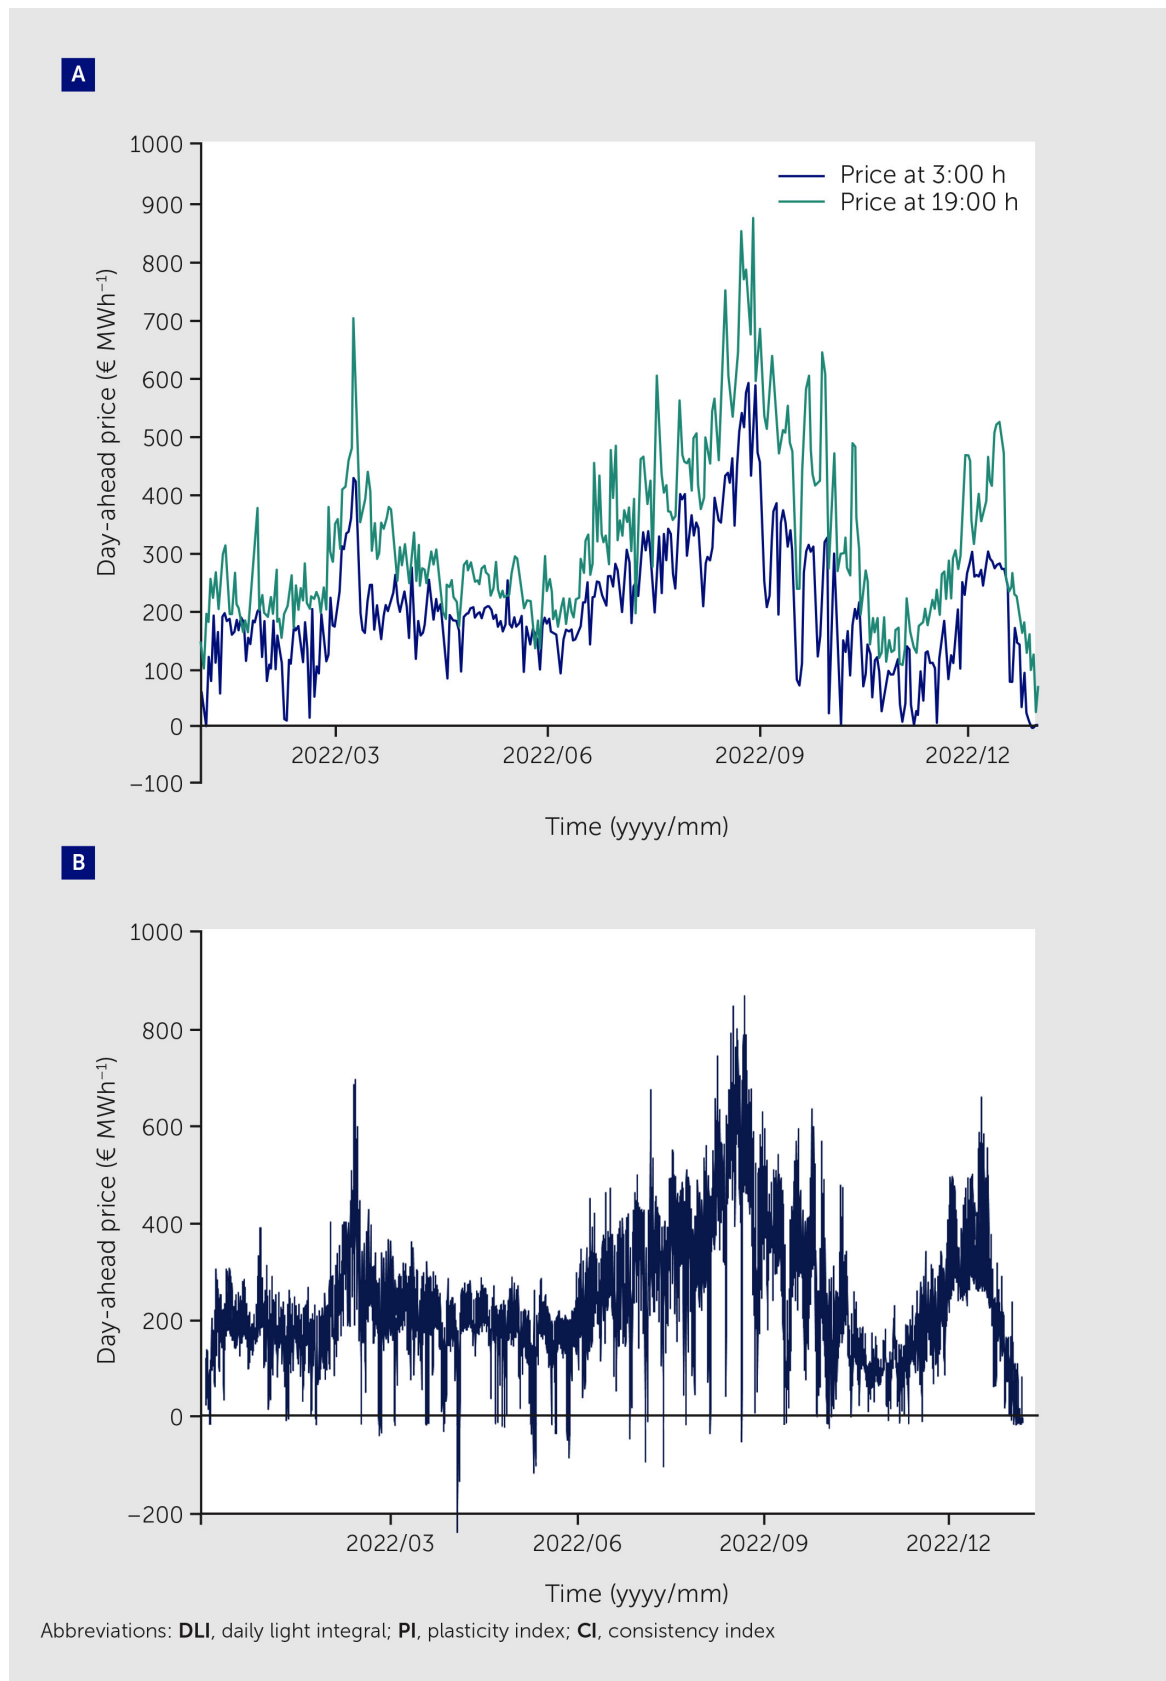 A
1000
900
800
700
600
500
400
300
200
100
0
−100
Day-ahead price (€ MWh⁻¹)
Price at 3:00 h
Price at 19:00 h
2022/03 2022/06 2022/09 2022/12
Time (yyyy/mm)
B
1000
800
600
400
200
0
−200
Day-ahead price (€ MWh⁻¹)
2022/03 2022/06 2022/09 2022/12
Time (yyyy/mm)
Abbreviations: DLI, daily light integral; PI, plasticity index; CI, consistency index